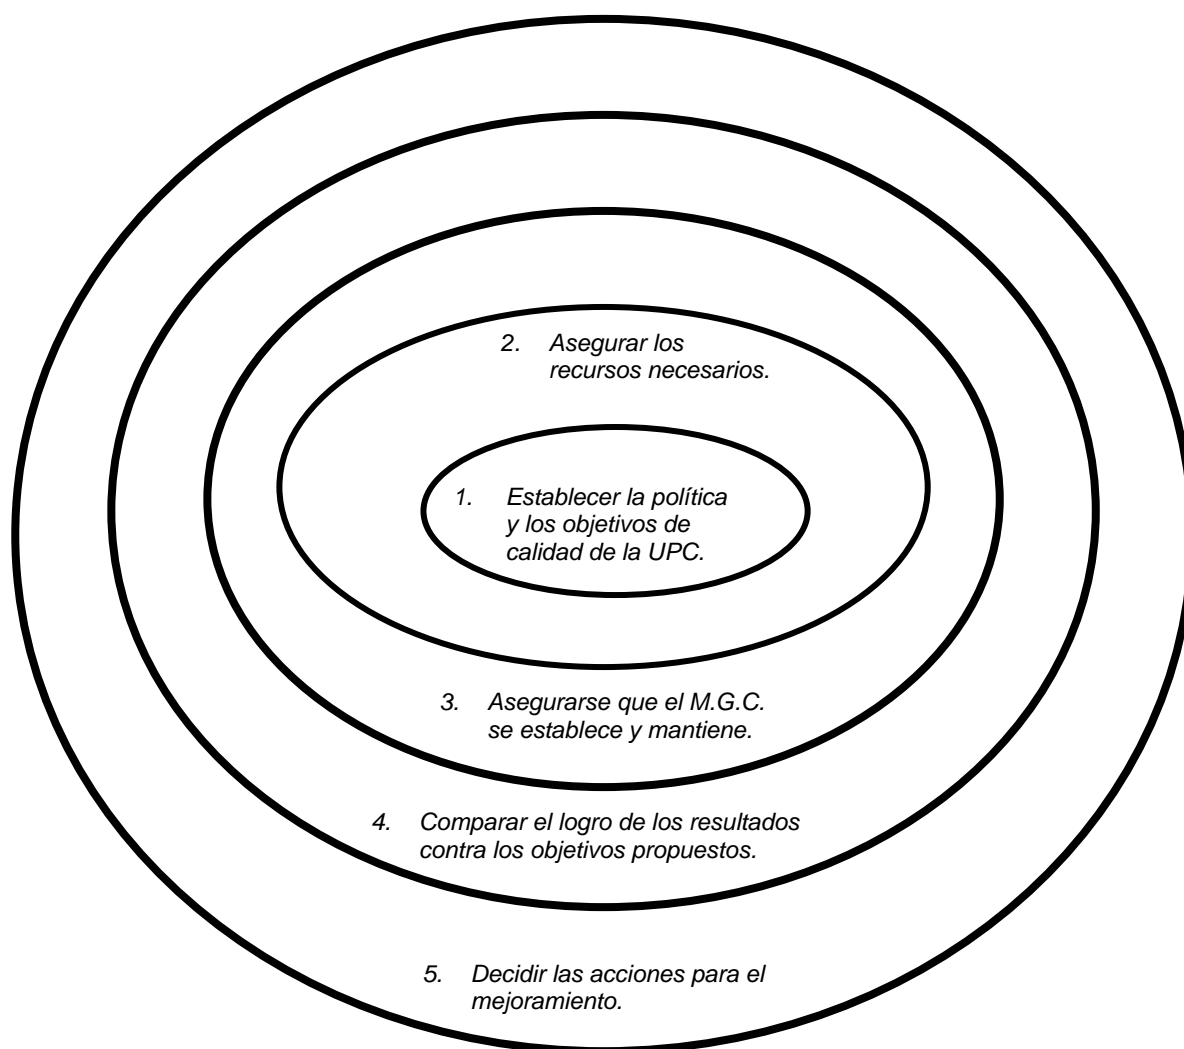 2. Asegurar los
recursos necesarios.
1. Establecer la política
y los objetivos de
calidad de la UPC.
3. Asegurarse que el M.G.C.
se establece y mantiene.
4. Comparar el logro de los resultados
contra los objetivos propuestos.
5. Decidir las acciones para el
mejoramiento.